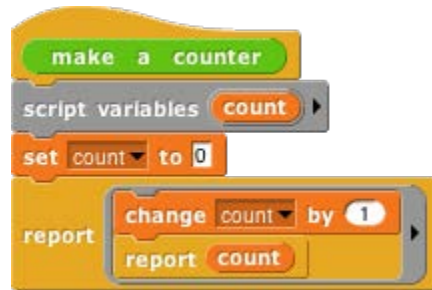 make a counter
script variables count
set count to 0
change count by 1
report
report count